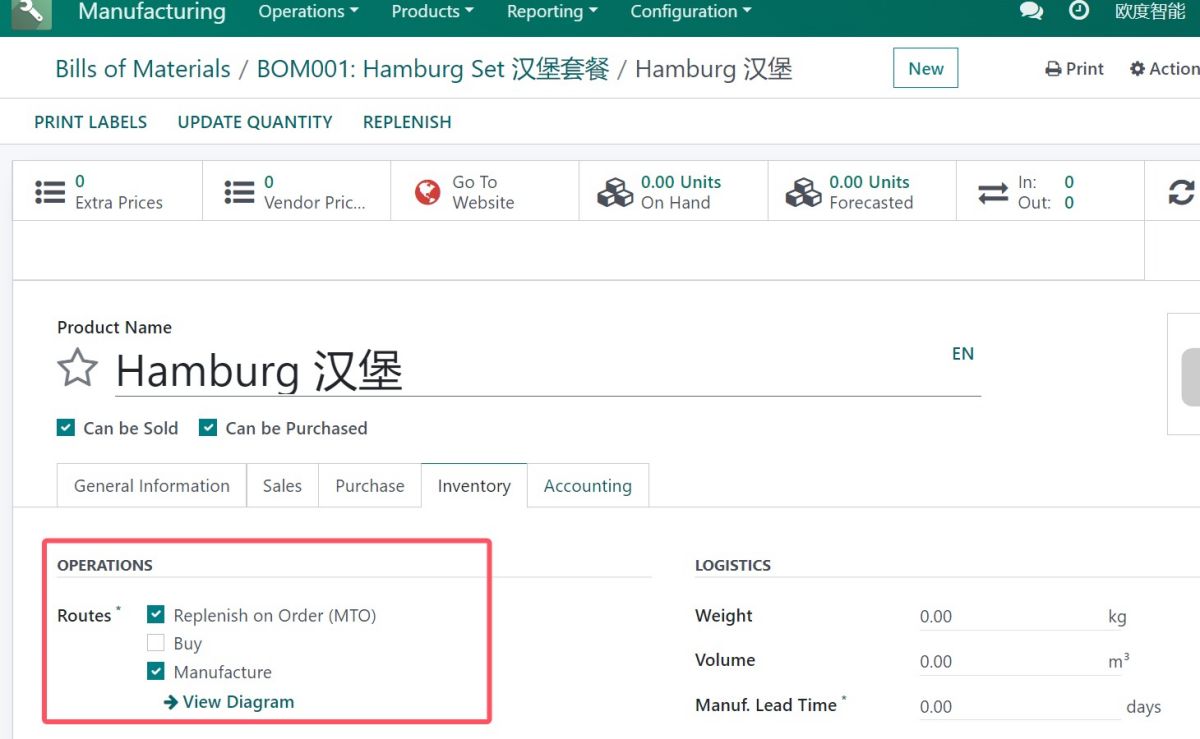 Manufacturing Operations Products Reporting Configuration 欧度智能
Bills of Materials / BOM001: Hamburg Set 汉堡套餐 / Hamburg 汉堡 New Print Action
PRINT LABELS UPDATE QUANTITY REPLENISH
0 Extra Prices
0 Vendor Pric...
Go To Website
0.00 Units On Hand
0.00 Units Forecasted
In: 0
Out: 0
Product Name
Hamburg 汉堡 EN
Can be Sold Can be Purchased
General Information Sales Purchase Inventory Accounting
OPERATIONS
Routes * Replenish on Order (MTO)
Buy
Manufacture
View Diagram
LOGISTICS
Weight 0.00 kg
Volume 0.00 m³
Manuf. Lead Time * 0.00 days